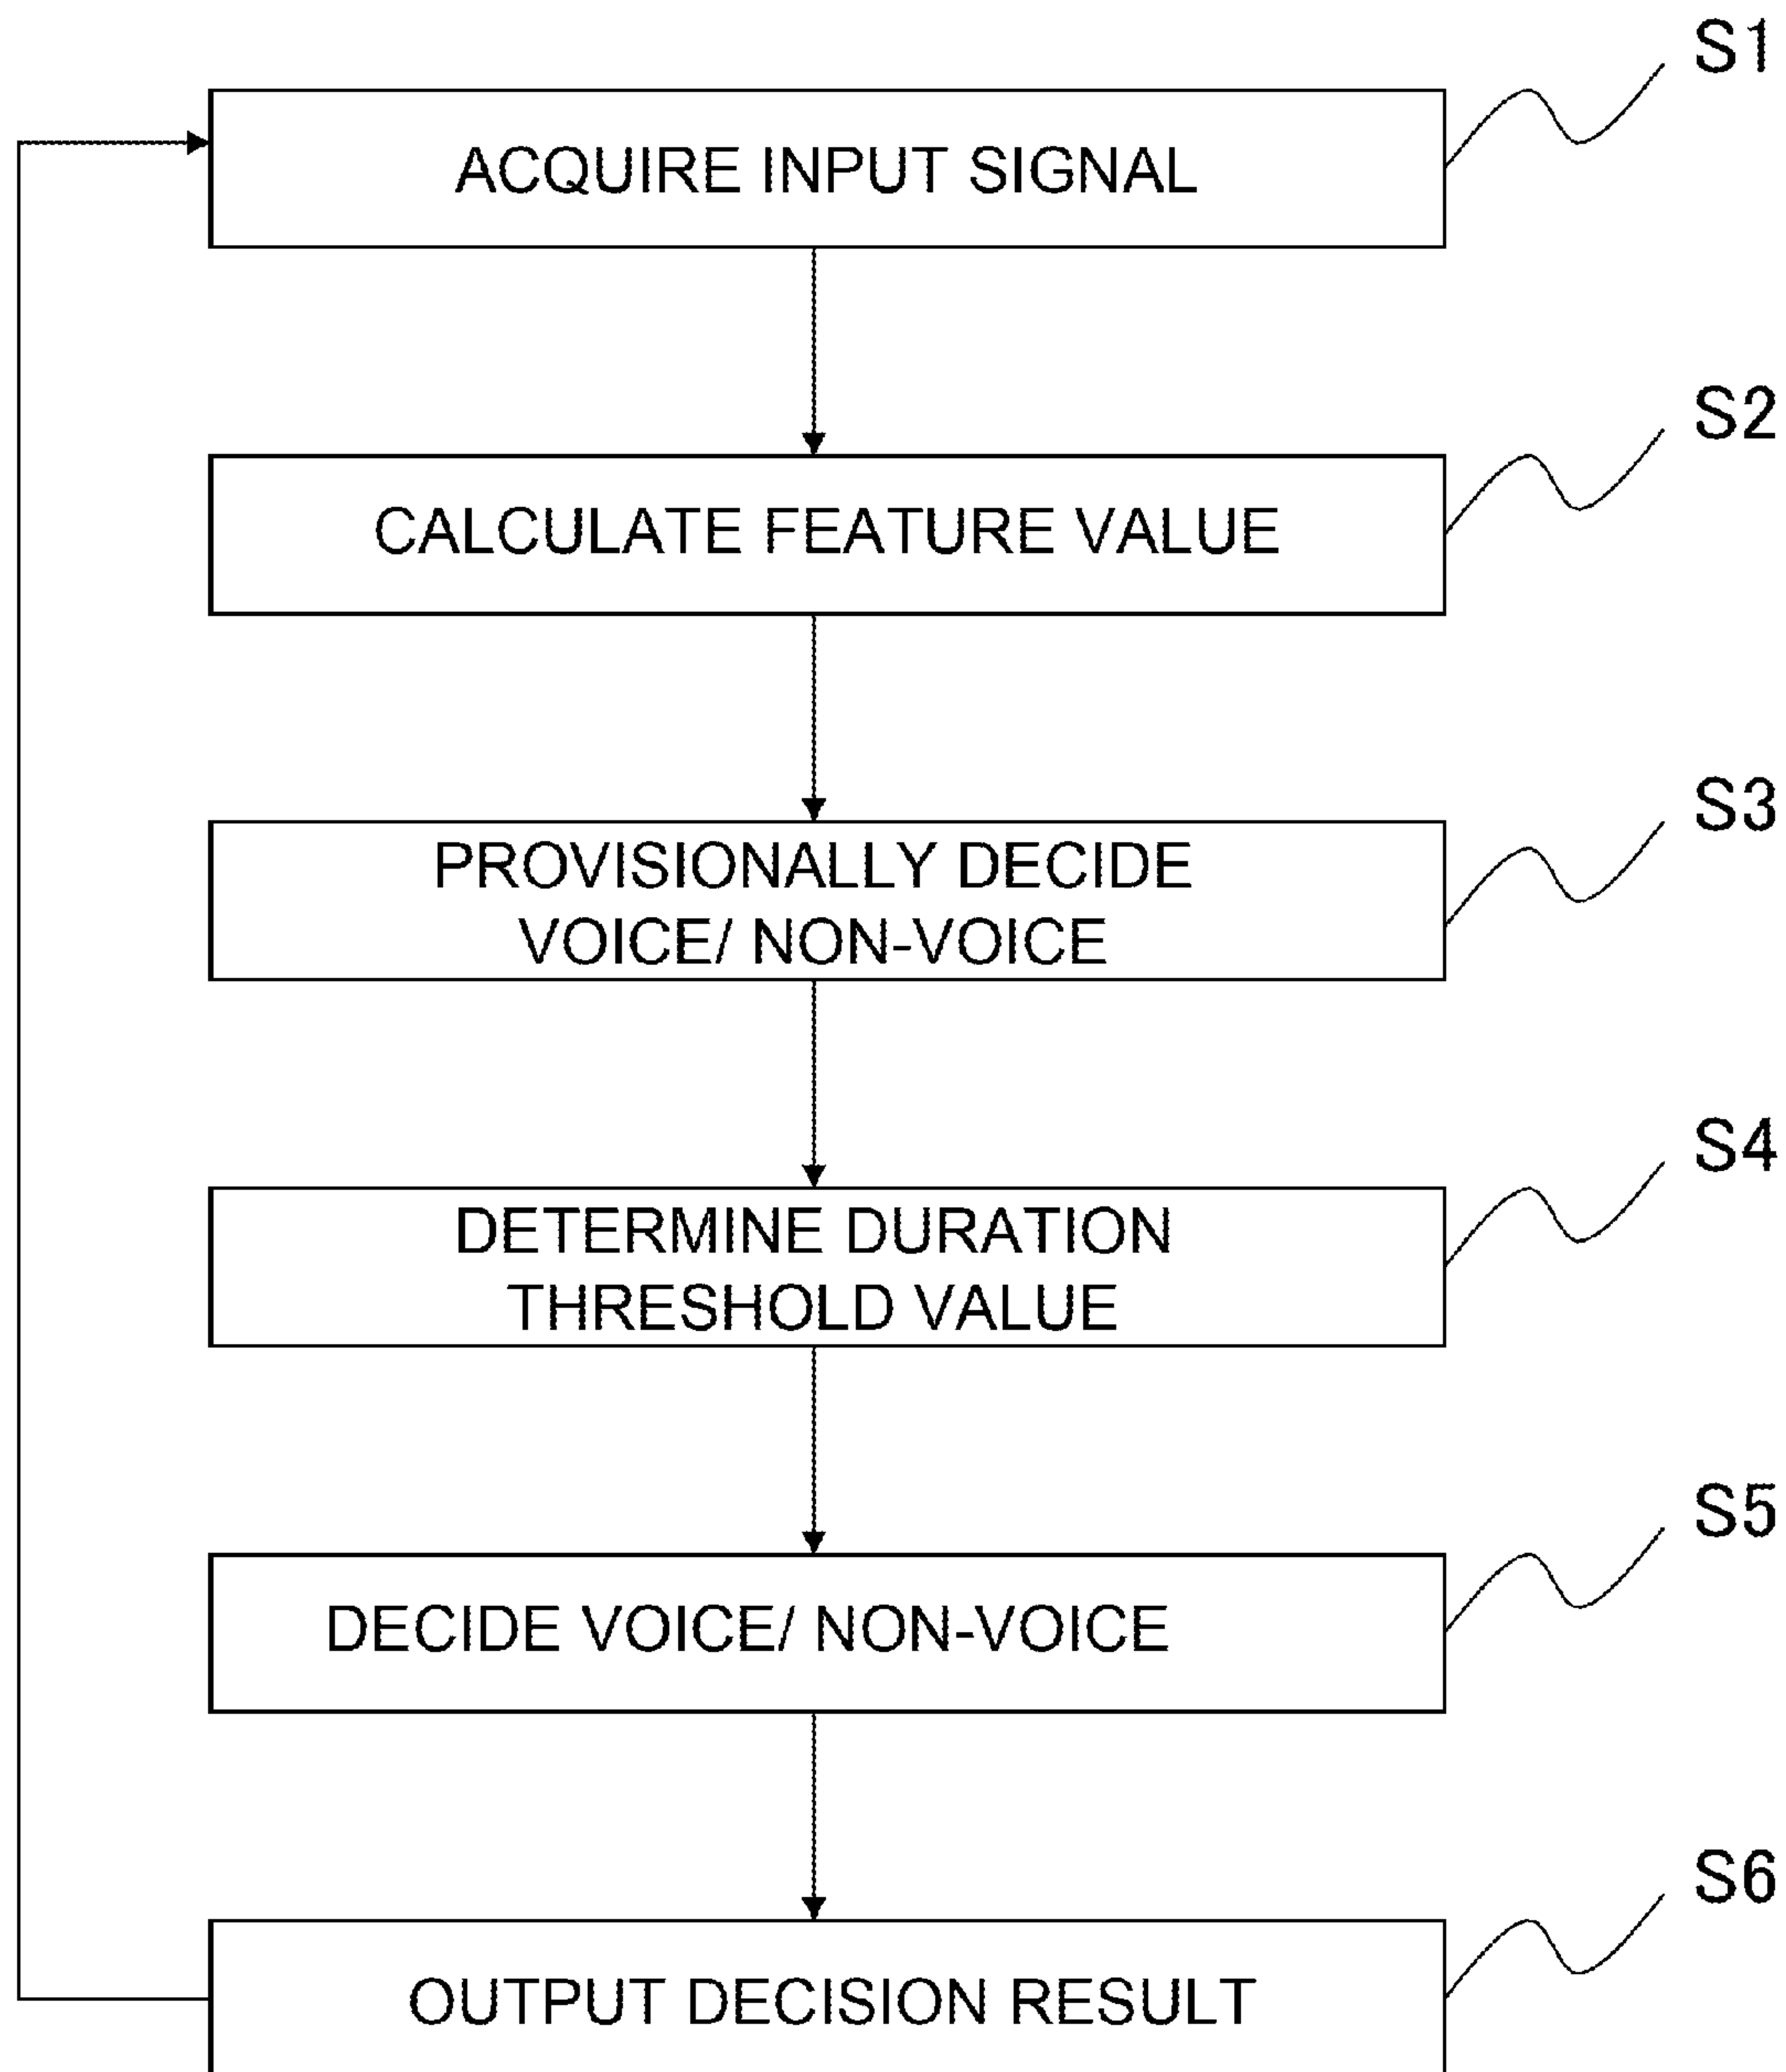 S1
ACQUIRE INPUT SIGNAL
S2
CALCULATE FEATURE VALUE
S3
PROVISIONALLY DECIDE
VOICE/ NON-VOICE
S4
DETERMINE DURATION
THRESHOLD VALUE
S5
DECIDE VOICE/ NON-VOICE
S6
OUTPUT DECISION RESULT